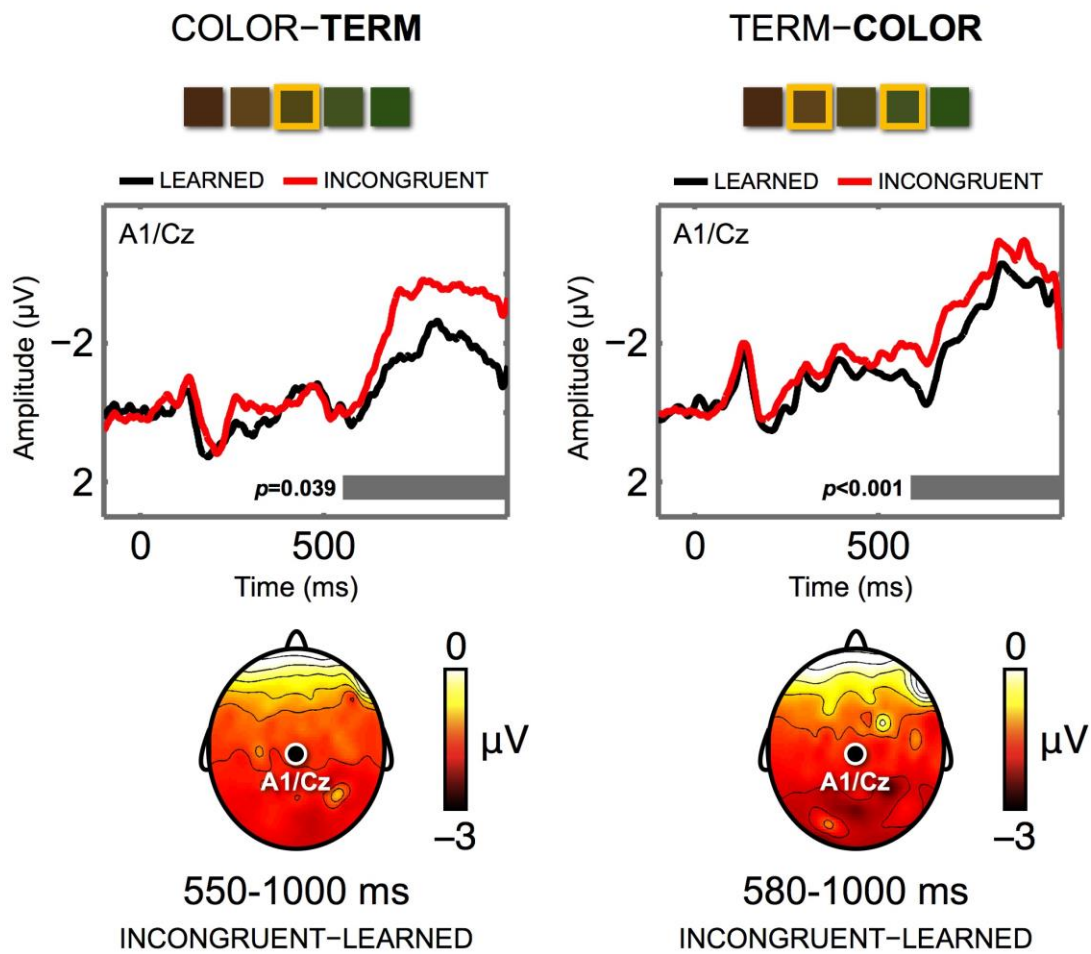 COLOR−TERM
LEARNED INCONGRUENT
A1/Cz
Amplitude (µV)
−2
2
p=0.039
0 500
Time (ms)
A1/Cz
0
µV
−3
550-1000 ms
INCONGRUENT−LEARNED
TERM−COLOR
LEARNED INCONGRUENT
A1/Cz
Amplitude (µV)
−2
2
p<0.001
0 500
Time (ms)
A1/Cz
0
µV
−3
580-1000 ms
INCONGRUENT−LEARNED